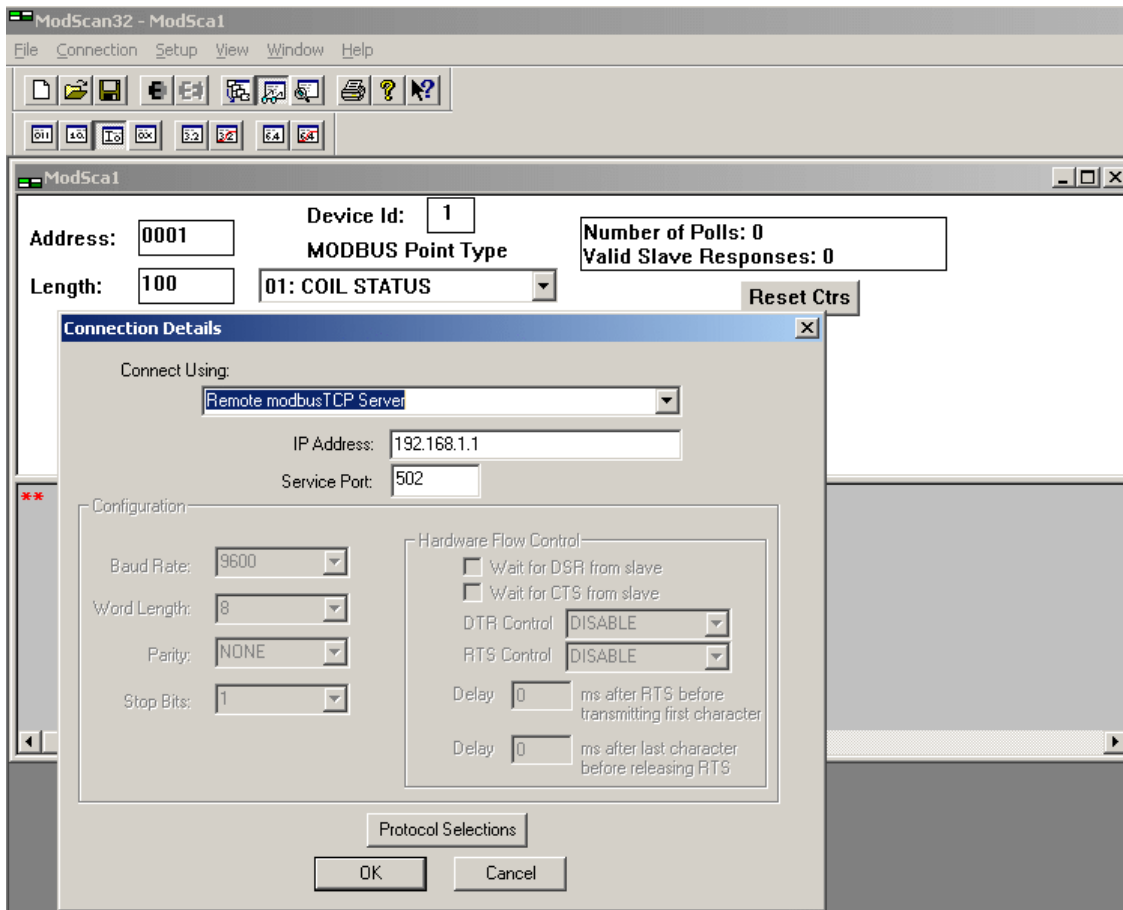 ModScan32 - ModSca1
File Connection Setup View Window Help
ModSca1
Device Id: 1
Address: 0001
MODBUS Point Type
Number of Polls: 0
Valid Slave Responses: 0
Length: 100
01: COIL STATUS
Reset Ctrs
Connection Details
Connect Using:
Remote modbusTCP Server
IP Address: 192.168.1.1
Service Port: 502
**
Configuration
Baud Rate: 9600
Word Length: 8
Parity: NONE
Stop Bits: 1
Hardware Flow Control
Wait for DSR from slave
Wait for CTS from slave
DTR Control DISABLE
RTS Control DISABLE
Delay 0 ms after RTS before
transmitting first character
Delay 0 ms after last character
before releasing RTS
Protocol Selections
OK Cancel